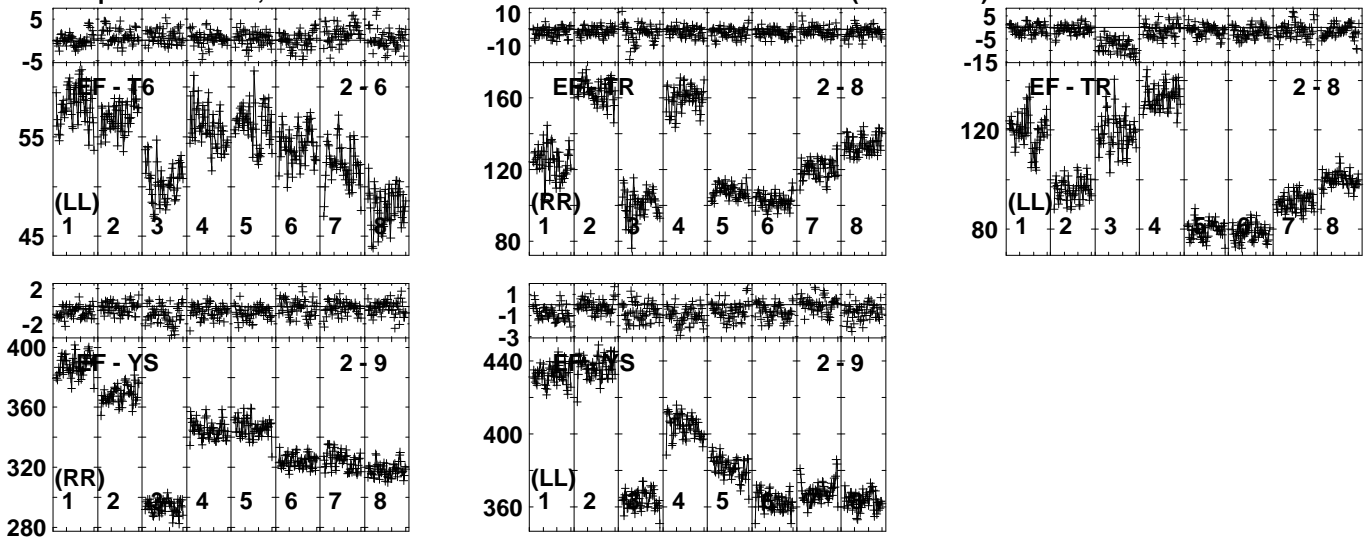 5
-5
EF - T6 2 - 6
55
45
(LL)
1 2 3 4 5 6 7 8
10
-10
EF - TR 2 - 8
160
120
80
(RR)
1 2 3 4 5 6 7 8
5
-5
-15
EF - TR 2 - 8
120
80
(LL)
1 2 3 4 5 6 7 8
2
-2
EF - YS 2 - 9
400
360
320
280
(RR)
1 2 3 4 5 6 7 8
1
-1
-3
EF - YS 2 - 9
440
400
360
(LL)
1 2 3 4 5 6 7 8